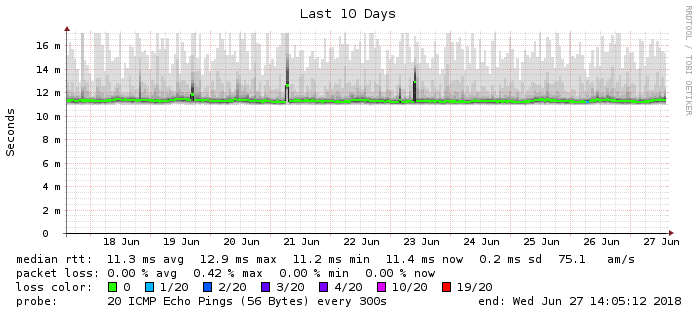 Last 10 Days
RRDTOOL / TOBI OETIKER
Seconds
16 m
14 m
12 m
10 m
8 m
6 m
4 m
2 m
0
18 Jun 19 Jun 20 Jun 21 Jun 22 Jun 23 Jun 24 Jun 25 Jun 26 Jun 27 Jun
median rtt: 11.3 ms avg 12.9 ms max 11.2 ms min 11.4 ms now 0.2 ms sd 75.1 am/s
packet loss: 0.00 % avg 0.42 % max 0.00 % min 0.00 % now
loss color: 0 1/20 2/20 3/20 4/20 10/20 19/20
probe: 20 ICMP Echo Pings (56 Bytes) every 300s end: Wed Jun 27 14:05:12 2018